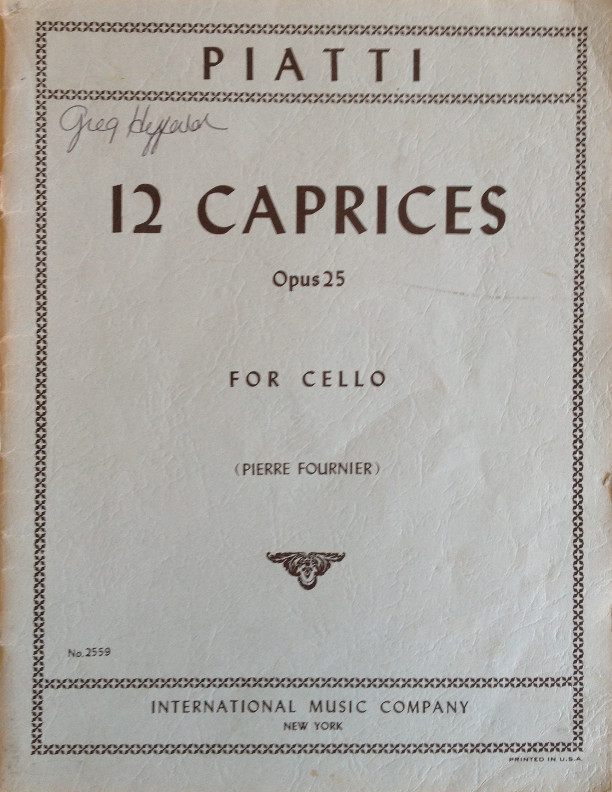 PIATTI
Greg
12 CAPRICES
Opus 25
FOR CELLO
(PIERRE FOURNIER)
No. 2559
INTERNATIONAL MUSIC COMPANY
NEW YORK
PRINTED IN U.S.A.